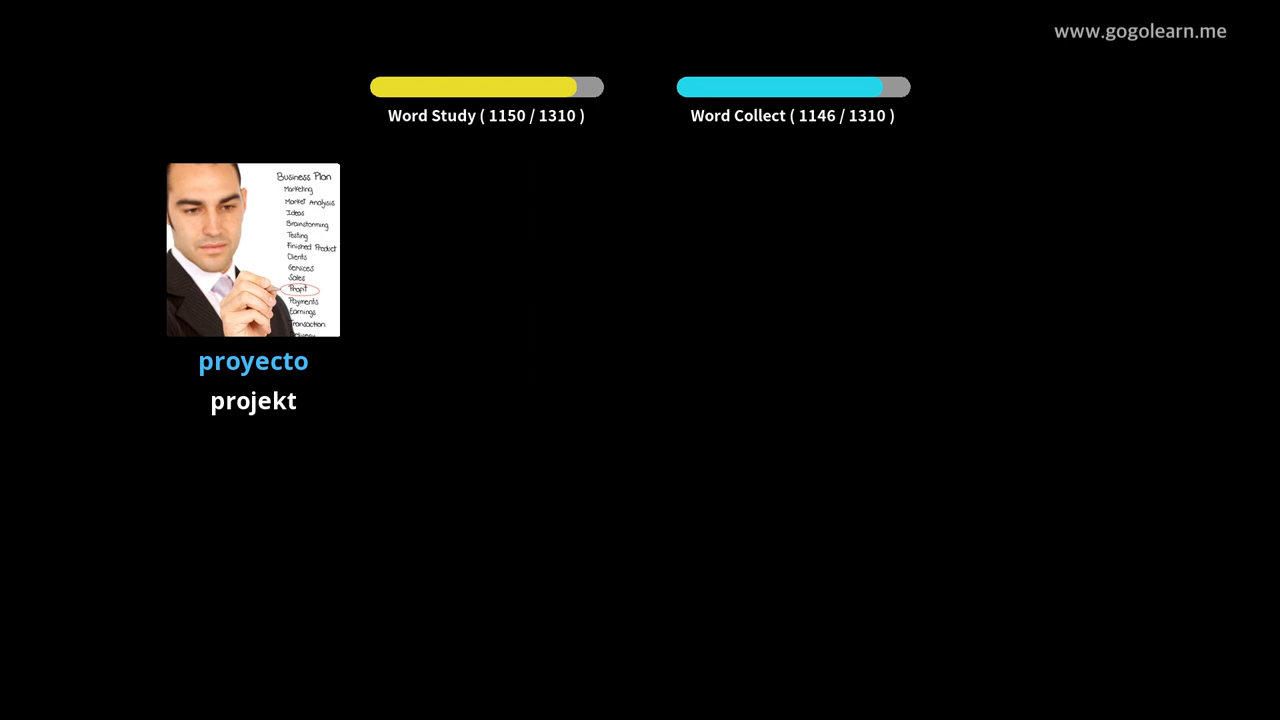 www.gogolearn.me
Word Study ( 1150 / 1310 )
Word Collect ( 1146 / 1310 )
Business Plan
Marketing
Market Analysis
Ideas
Brainstorming
Testing
Finished Product
Clients
Services
Sales
Profit
Payments
Earnings
Transaction
Delivery
proyecto
projekt